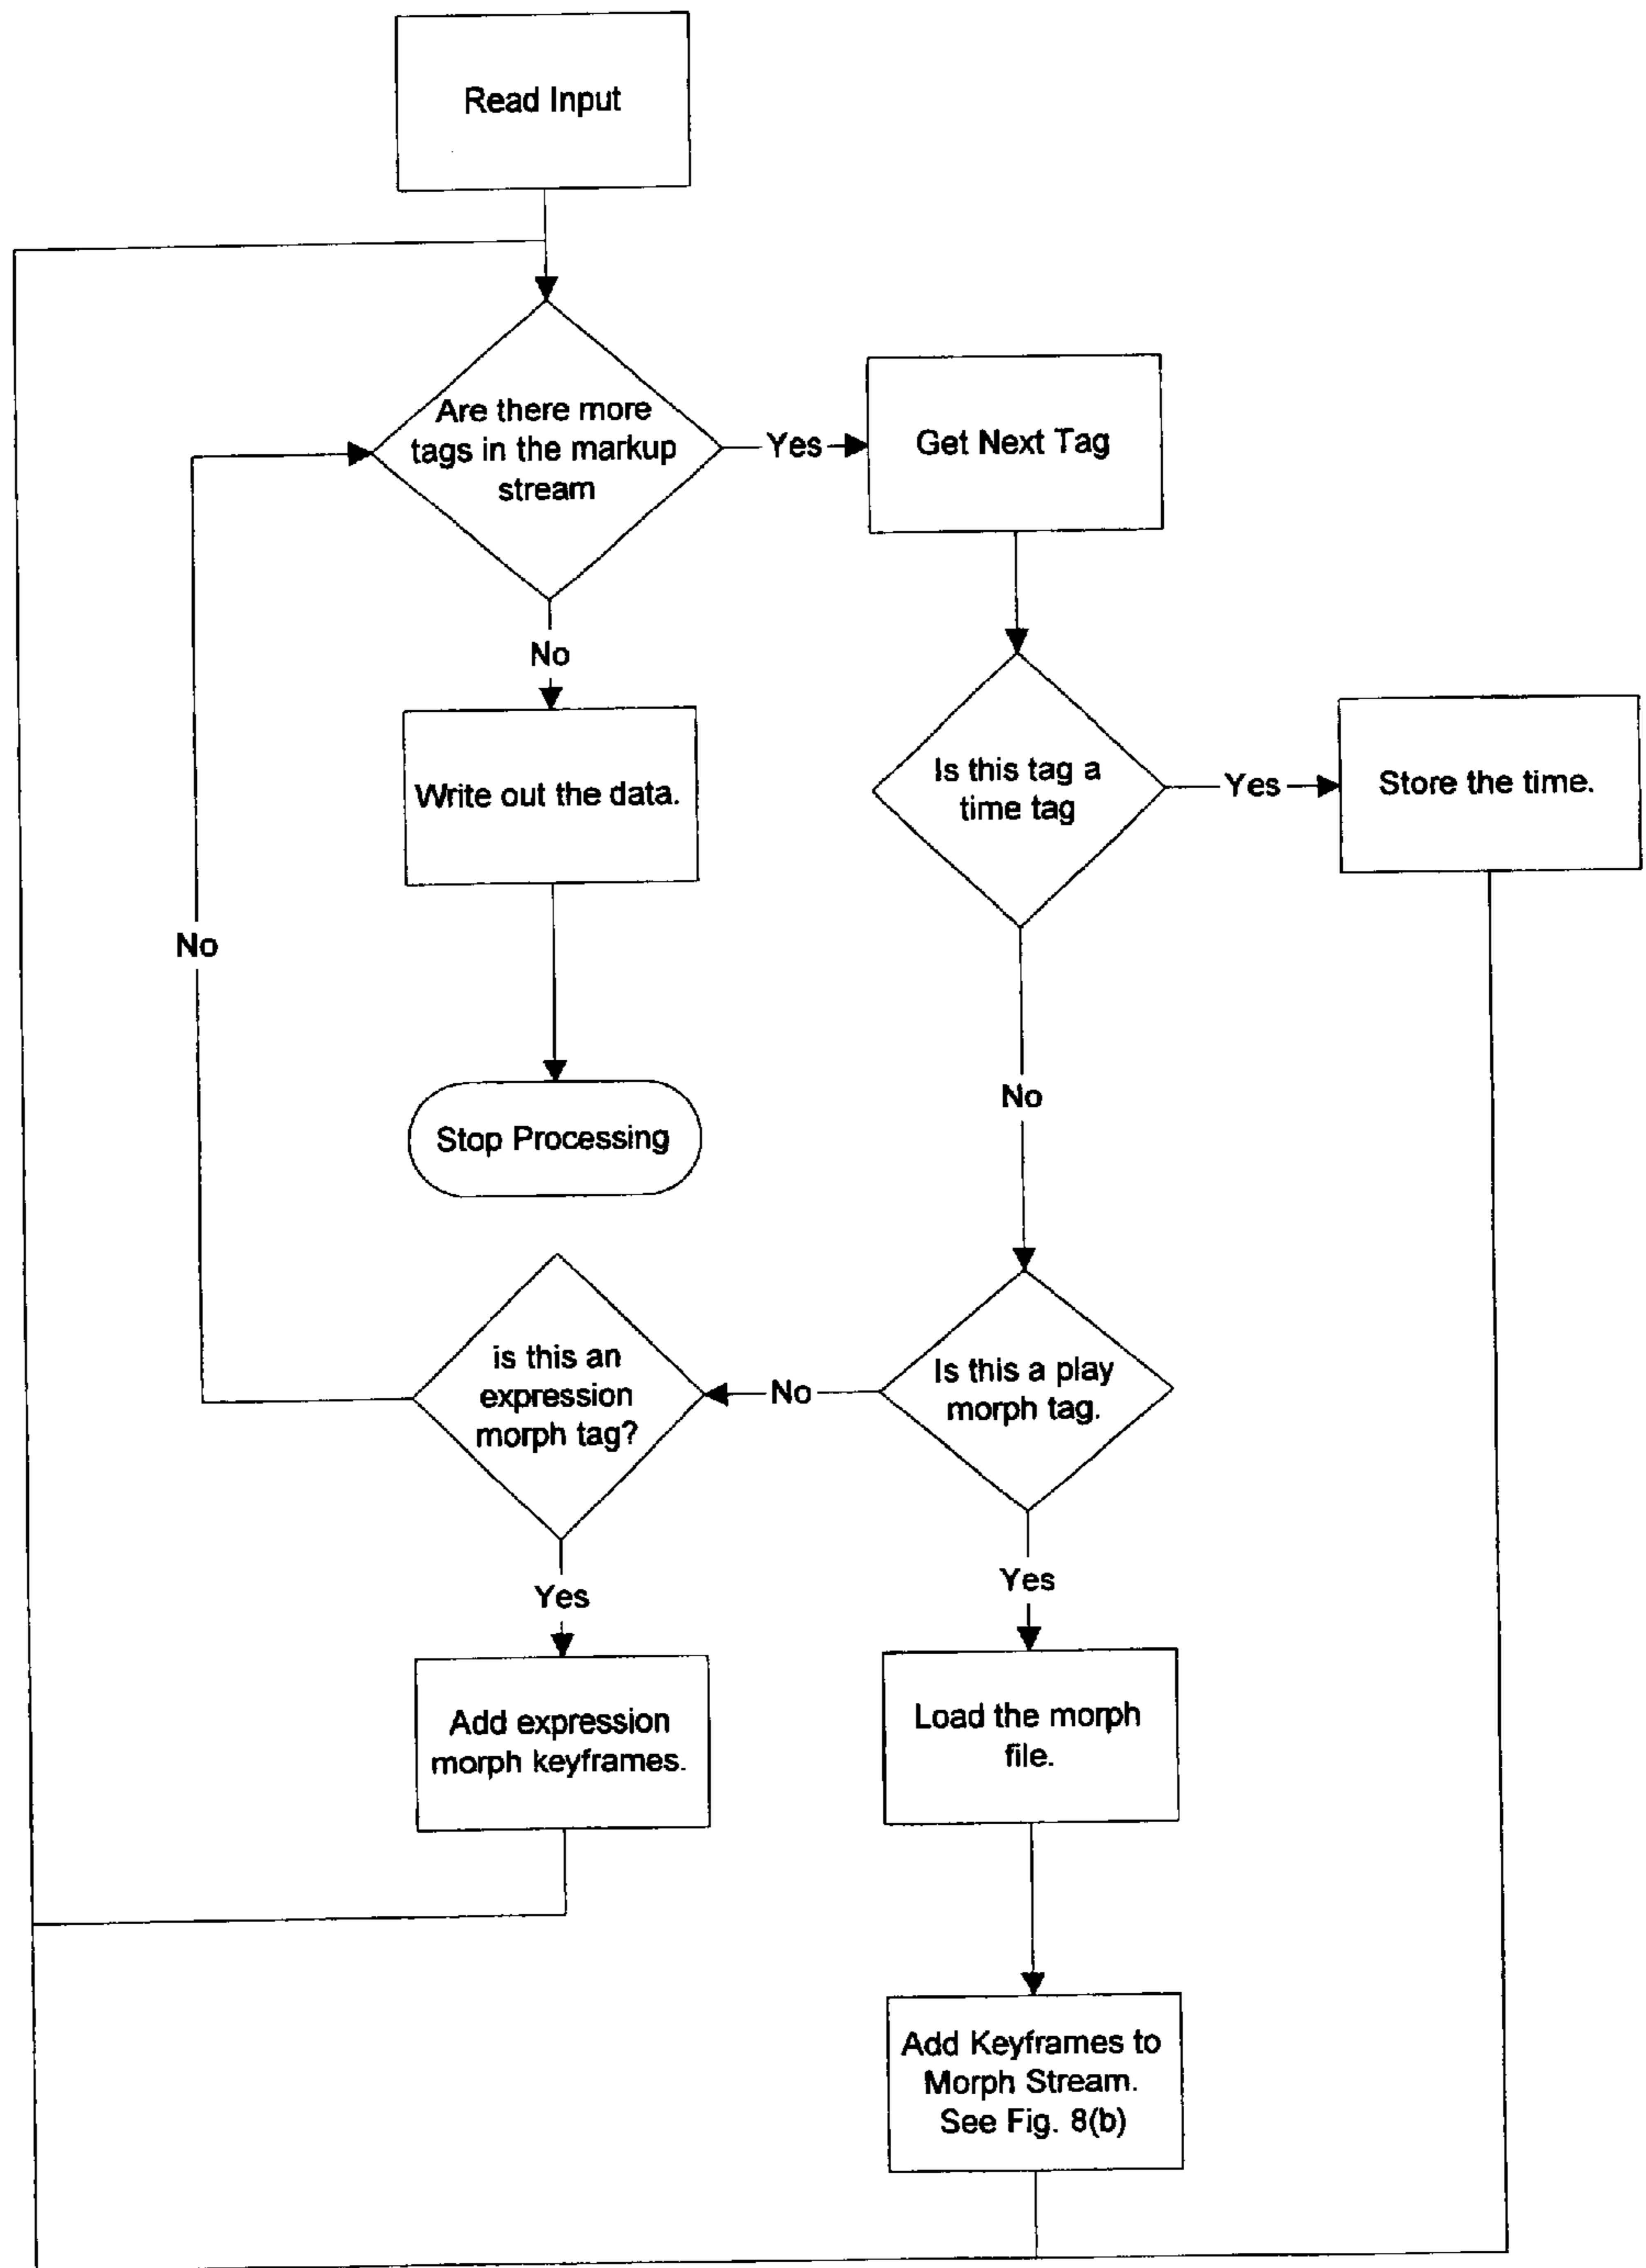 Read Input
Are there more
tags in the markup
stream
Yes
Get Next Tag
No
Write out the data.
Is this tag a
time tag
Yes
Store the time.
No
No
Stop Processing
is this an
expression
morph tag?
No
Is this a play
morph tag.
Yes
Yes
Add expression
morph keyframes.
Load the morph
file.
Add Keyframes to
Morph Stream.
See Fig. 8(b)